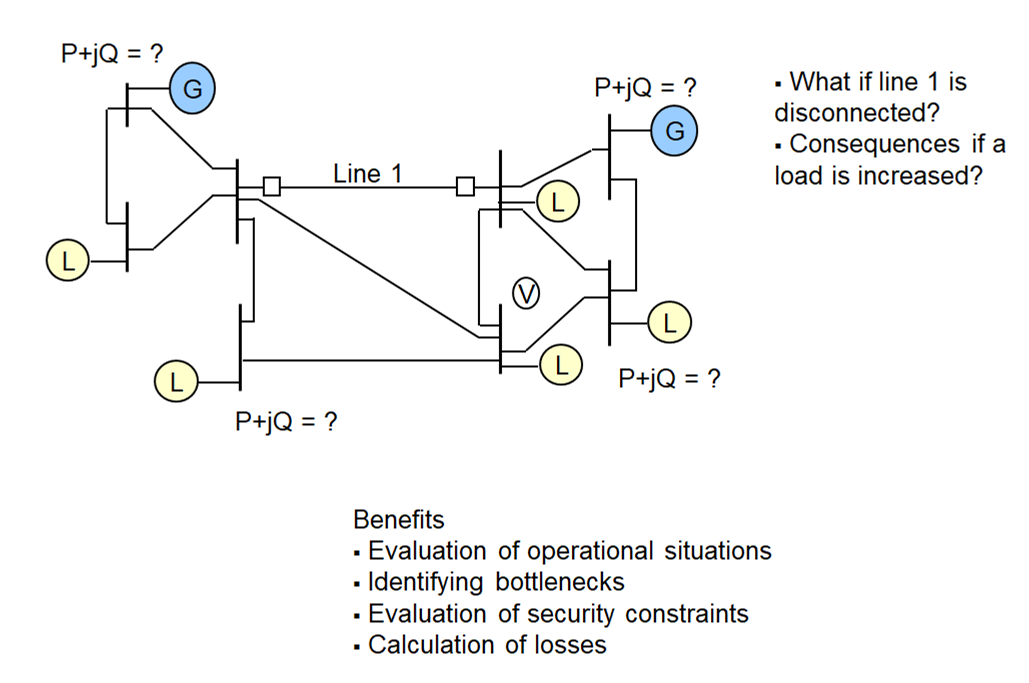 P+jQ = ?
G
P+jQ = ?
G
▪ What if line 1 is
disconnected?
▪ Consequences if a
load is increased?
Line 1
L
L
V
L
L
L
P+jQ = ?
P+jQ = ?
Benefits
▪ Evaluation of operational situations
▪ Identifying bottlenecks
▪ Evaluation of security constraints
▪ Calculation of losses